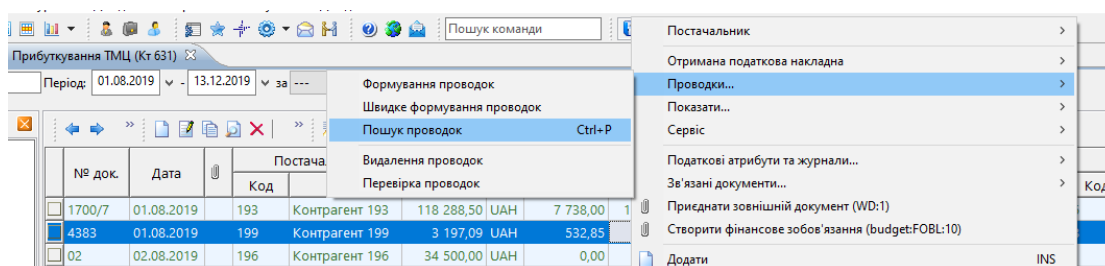 Пошук команди
Прибуткування ТМЦ (Кт 631)
Період: 01.08.2019 - 13.12.2019 за ---
Формування проводок
Швидке формування проводок
Пошук проводок Ctrl+P
Видалення проводок
Перевірка проводок
Постачальник
Отримана податкова накладна
Проводки...
Показати...
Сервіс
Податкові атрибути та журнали...
Зв'язані документи...
Приєднати зовнішній документ (WD:1)
Створити фінансове зобов'язання (budget:FOBL:10)
Додати INS
№ док. Дата Постача
Код Код
1700/7 01.08.2019 193 Контрагент 193 118 288,50 UAH 7 738,00 1
4383 01.08.2019 199 Контрагент 199 3 197,09 UAH 532,85
02 02.08.2019 196 Контрагент 196 34 500,00 UAH 0,00